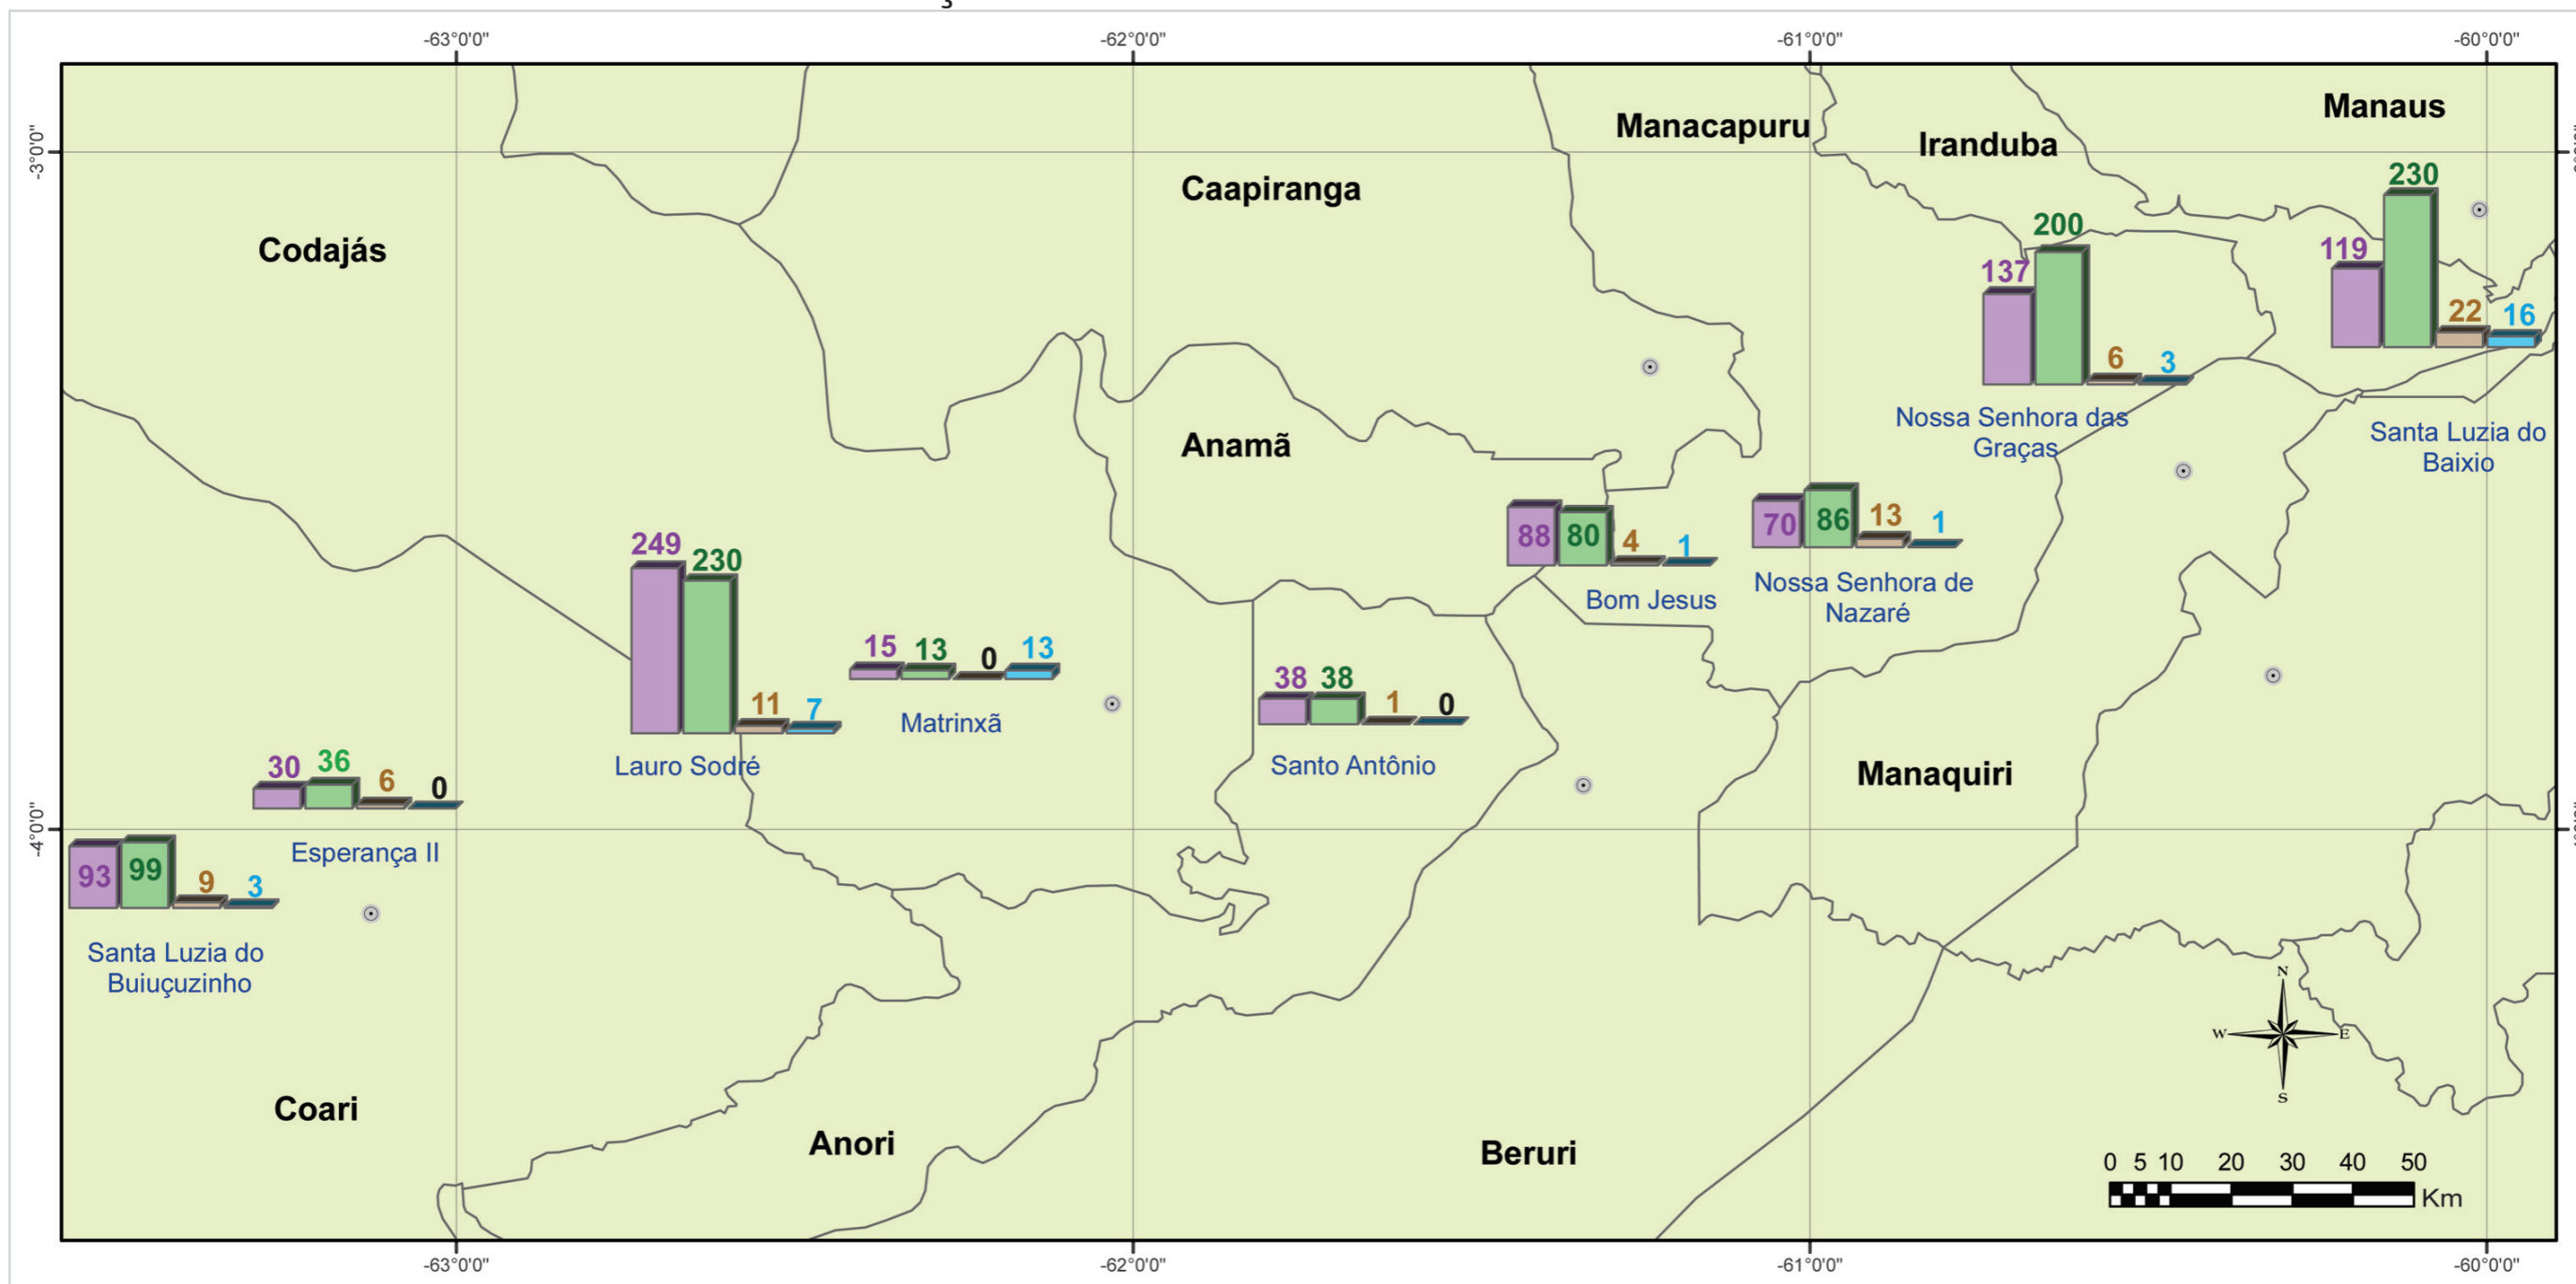 3
-63°0'0"
-62°0'0"
-61°0'0"
-60°0'0"
-3°0'0"
Manaus
Manacapuru
Iranduba
Caapiranga
Codajás
230
119
22
16
Santa Luzia do
Baixio
200
137
6
3
Nossa Senhora das
Graças
Anamã
88
80
4
1
Bom Jesus
70
86
13
1
Nossa Senhora de
Nazaré
249
230
11
7
Lauro Sodré
15
13
0
13
Matrinxã
38
38
1
0
Santo Antônio
30
36
6
0
Esperança II
Manaquiri
-4°0'0"
93
99
9
3
Santa Luzia do
Buiuçuzinho
N
W
E
S
Coari
Anori
Beruri
0 5 10 20 30 40 50
Km
-63°0'0"
-62°0'0"
-61°0'0"
-60°0'0"